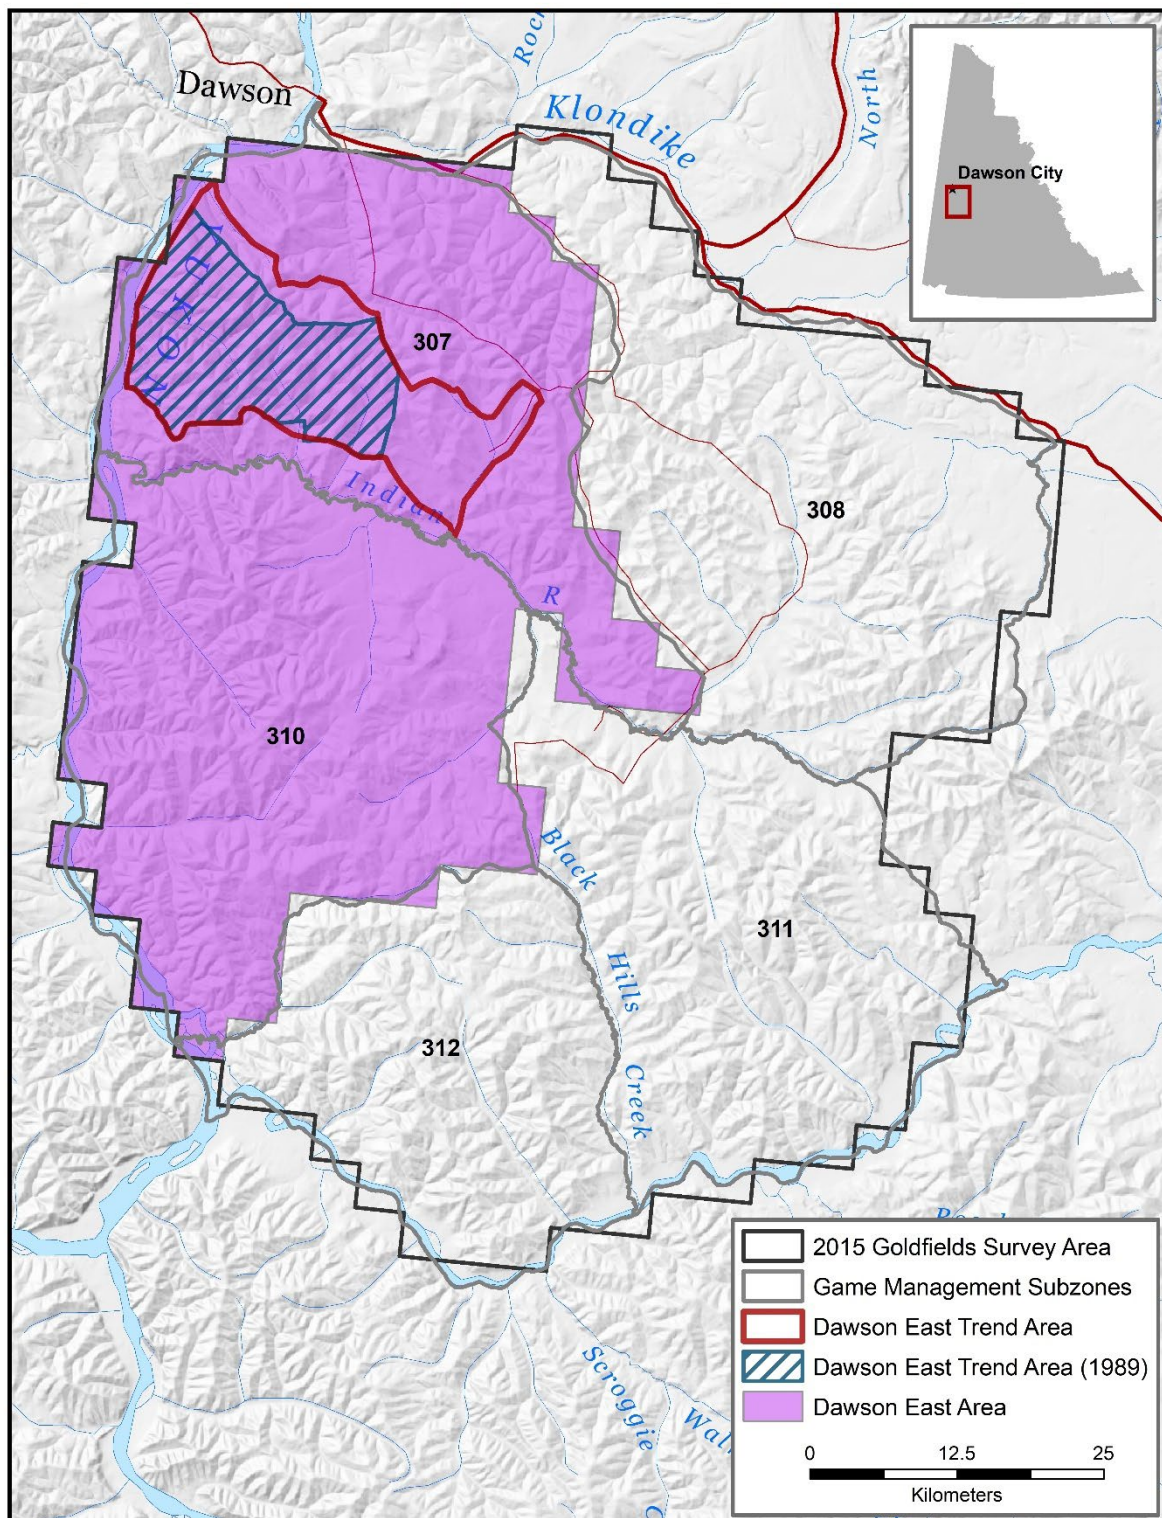 Dawson
Klondike
North
Dawson City
YUKON
307
Indian
R
308
310
Black
Hills
Creek
311
312
Scroggie
2015 Goldfields Survey Area
Game Management Subzones
Dawson East Trend Area
Dawson East Trend Area (1989)
Dawson East Area
0 12.5 25
Kilometers